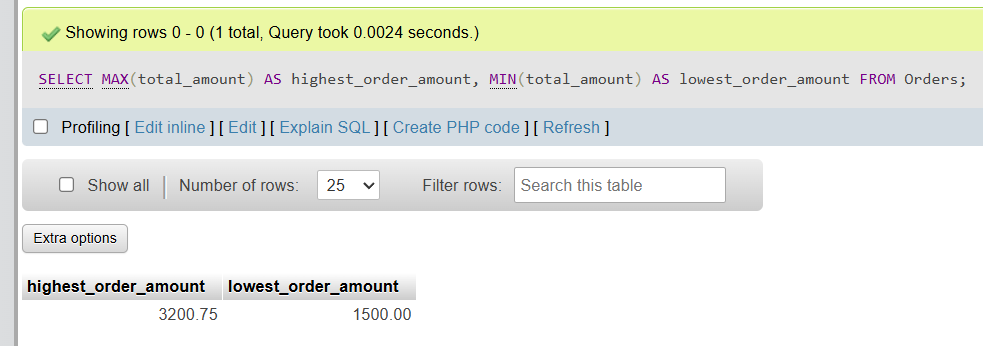 Showing rows 0 - 0 (1 total, Query took 0.0024 seconds.)
SELECT MAX(total_amount) AS highest_order_amount, MIN(total_amount) AS lowest_order_amount FROM Orders;
Profiling [ Edit inline ] [ Edit ] [ Explain SQL ] [ Create PHP code ] [ Refresh ]
Show all Number of rows: 25 Filter rows: Search this table
Extra options
highest_order_amount lowest_order_amount
3200.75 1500.00